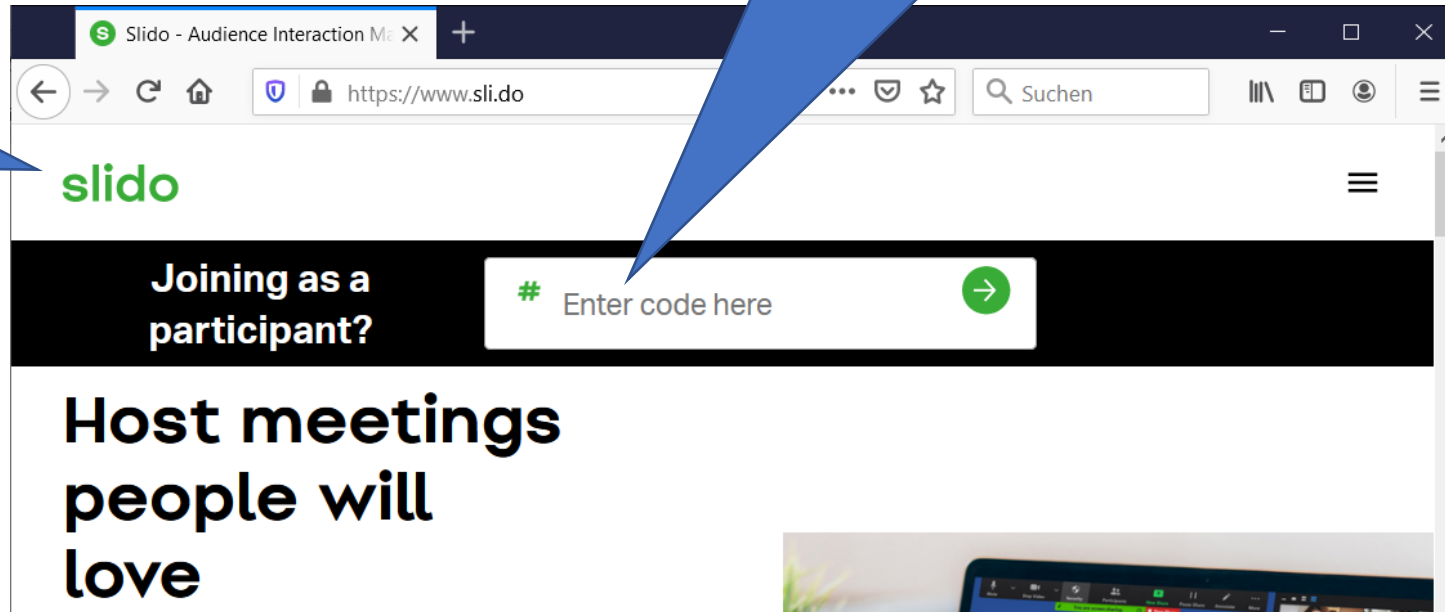 S Slido - Audience Interaction Ma
https://www.sli.do
Suchen
slido
Joining as a
participant?
# Enter code here
Host meetings
people will
love